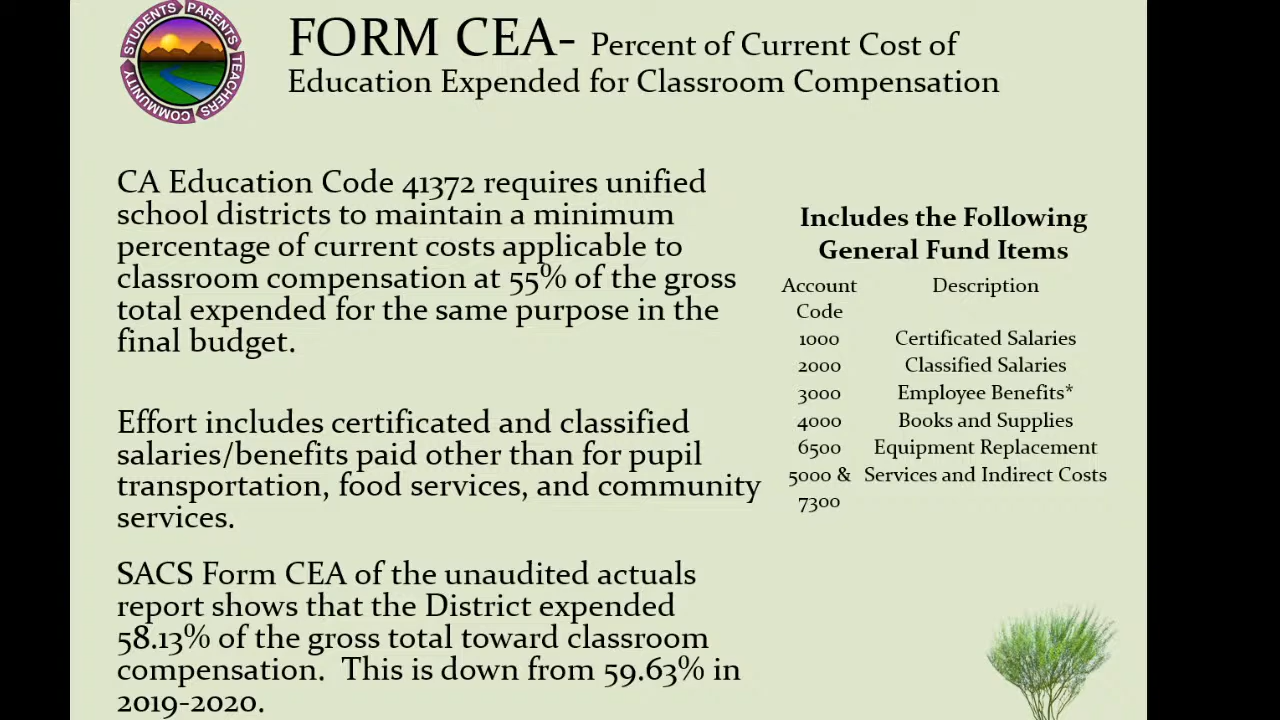 STUDENTS PARENTS TEACHERS COMMUNITY
FORM CEA- Percent of Current Cost of
Education Expended for Classroom Compensation
CA Education Code 41372 requires unified
school districts to maintain a minimum
percentage of current costs applicable to
classroom compensation at 55% of the gross
total expended for the same purpose in the
final budget.
Effort includes certificated and classified
salaries/benefits paid other than for pupil
transportation, food services, and community
services.
SACS Form CEA of the unaudited actuals
report shows that the District expended
58.13% of the gross total toward classroom
compensation.  This is down from 59.63% in
2019-2020.
Includes the Following
General Fund Items
Account Description
Code
1000 Certificated Salaries
2000 Classified Salaries
3000 Employee Benefits*
4000 Books and Supplies
6500 Equipment Replacement
5000 & Services and Indirect Costs
7300